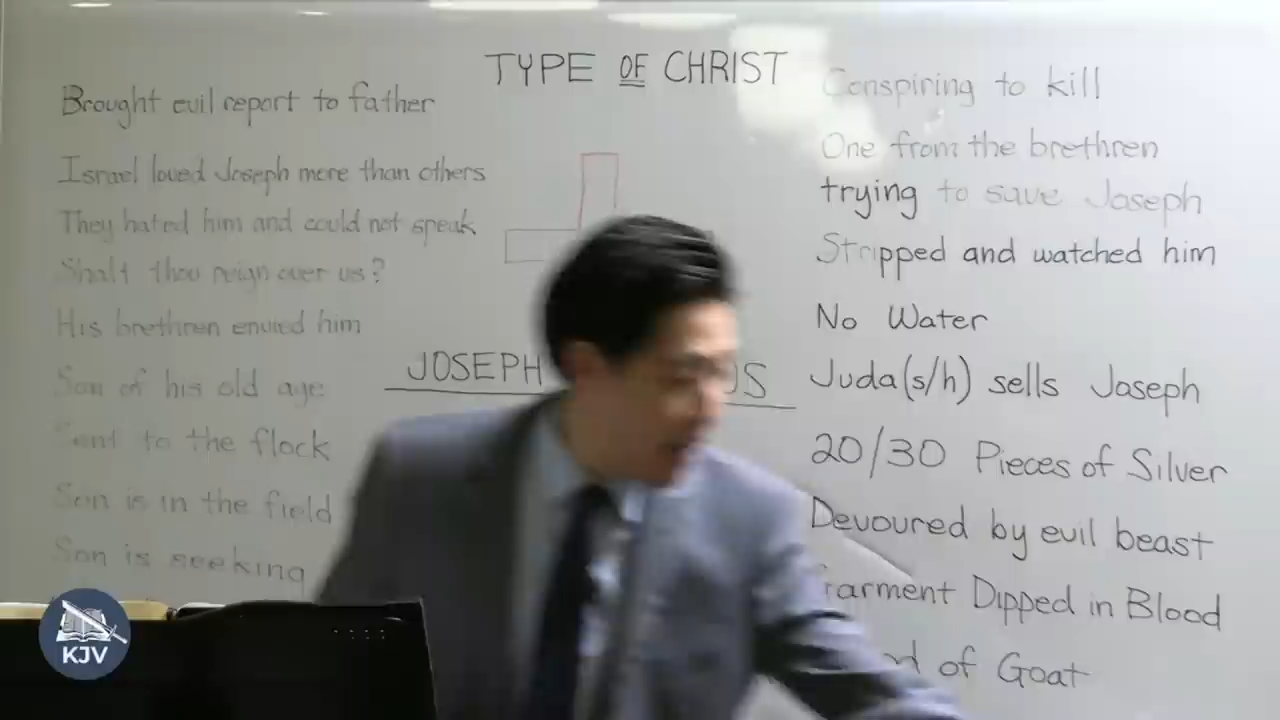 TYPE OF CHRIST
Brought evil report to father
Israel loved Joseph more than others
They hated him and could not speak
Shalt thou reign over us?
His brethren envied him
Son of his old age
Sent to the flock
Son is in the field
Son is seeking
JOSEPH
Conspiring to kill
One from the brethren
trying to save Joseph
Stripped and watched him
No Water
Juda(s/h) sells Joseph
20/30 Pieces of Silver
Devoured by evil beast
Garment Dipped in Blood
of Goat
KJV